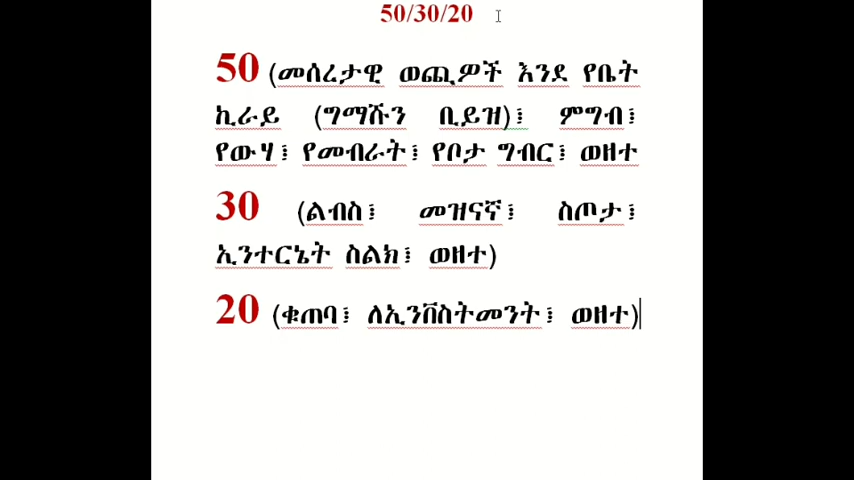 50/30/20
50 (መሰረታዊ ወጪዎች እንደ የቤት
ኪራይ (ግማሹን ቢይዝ)፤ ምግብ፤
የውሃ፤ የመብራት፤ የቦታ ግብር፤ ወዘተ
30 (ልብስ፤ መዝናኛ፤ ስጦታ፤
ኢንተርኔት ስልክ፤ ወዘተ)
20 (ቁጠባ፤ ለኢንቨስትመንት፤ ወዘተ)